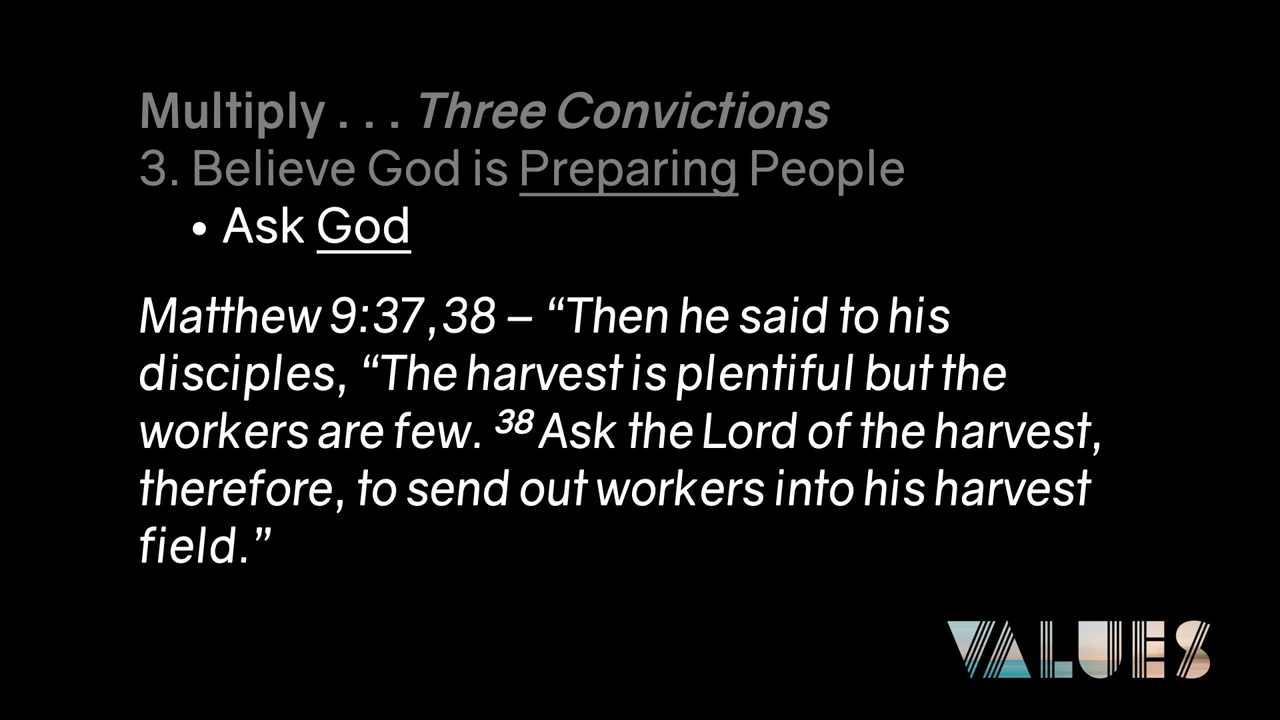 Multiply . . . Three Convictions
3. Believe God is Preparing People
• Ask God
Matthew 9:37,38 – “Then he said to his
disciples, “The harvest is plentiful but the
workers are few. ³⁸ Ask the Lord of the harvest,
therefore, to send out workers into his harvest
field.”
VALUES